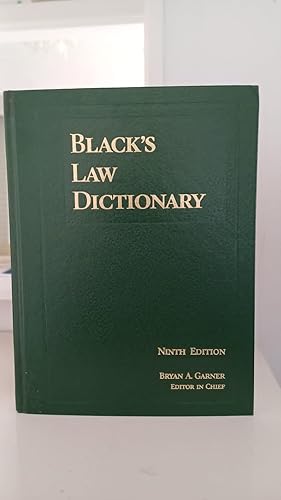 BLACK'S
LAW
DICTIONARY
NINTH EDITION
BRYAN A. GARNER
EDITOR IN CHIEF